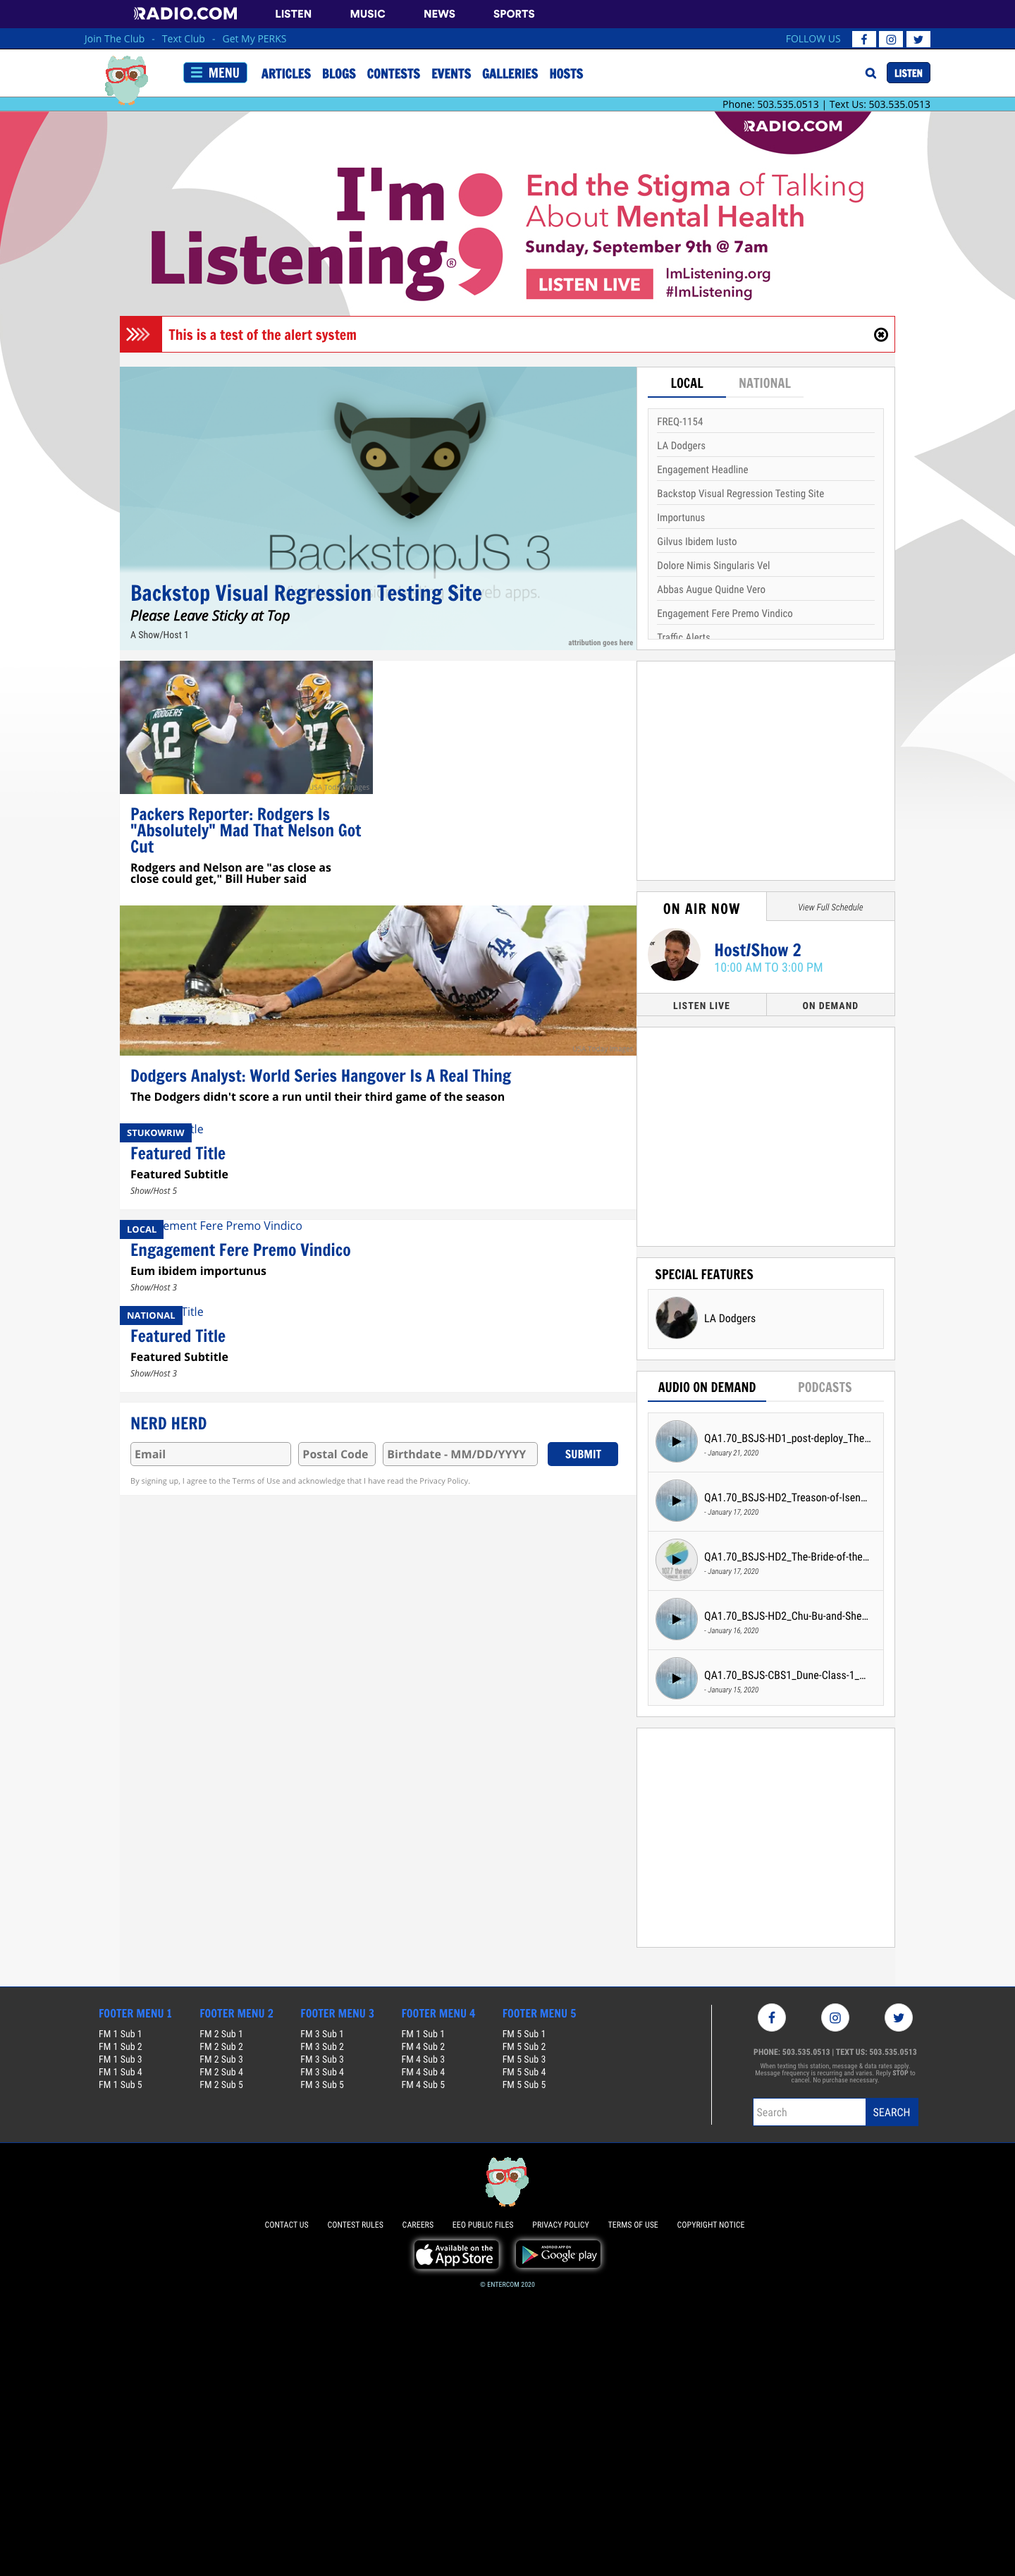 RADIO.COM LISTEN MUSIC NEWS SPORTS
Join The Club - Text Club - Get My PERKS FOLLOW US
MENU ARTICLES BLOGS CONTESTS EVENTS GALLERIES HOSTS LISTEN
Phone: 503.535.0513 | Text Us: 503.535.0513
RADIO.COM
I'm
Listening®
End the Stigma of Talking
About Mental Health
Sunday, September 9th @ 7am
LISTEN LIVE
ImListening.org
#ImListening
This is a test of the alert system
BackstopJS 3
web apps.
Backstop Visual Regression Testing Site
Please Leave Sticky at Top
A Show/Host 1
attribution goes here
LOCAL NATIONAL
FREQ-1154
LA Dodgers
Engagement Headline
Backstop Visual Regression Testing Site
Importunus
Gilvus Ibidem Iusto
Dolore Nimis Singularis Vel
Abbas Augue Quidne Vero
Engagement Fere Premo Vindico
Traffic Alerts
RODGERS
12
87
Packers Reporter: Rodgers Is
"Absolutely" Mad That Nelson Got
Cut
Rodgers and Nelson are "as close as
close could get," Bill Huber said
ON AIR NOW
View Full Schedule
Host/Show 2
10:00 AM TO 3:00 PM
LISTEN LIVE
ON DEMAND
Dodgers
Dodgers Analyst: World Series Hangover Is A Real Thing
The Dodgers didn't score a run until their third game of the season
STUKOWRIW
tle
Featured Title
Featured Subtitle
Show/Host 5
LOCAL
ement Fere Premo Vindico
Engagement Fere Premo Vindico
Eum ibidem importunus
Show/Host 3
NATIONAL
Title
Featured Title
Featured Subtitle
Show/Host 3
SPECIAL FEATURES
LA Dodgers
NERD HERD
Email
Postal Code
Birthdate - MM/DD/YYYY
SUBMIT
By signing up, I agree to the Terms of Use and acknowledge that I have read the Privacy Policy.
AUDIO ON DEMAND PODCASTS
QA1.70_BSJS-HD1_post-deploy_The...
- January 21, 2020
QA1.70_BSJS-HD2_Treason-of-Isen...
- January 17, 2020
QA1.70_BSJS-HD2_The-Bride-of-the...
- January 17, 2020
QA1.70_BSJS-HD2_Chu-Bu-and-She...
- January 16, 2020
QA1.70_BSJS-CBS1_Dune-Class-1_...
- January 15, 2020
FOOTER MENU 1
FM 1 Sub 1
FM 1 Sub 2
FM 1 Sub 3
FM 1 Sub 4
FM 1 Sub 5
FOOTER MENU 2
FM 2 Sub 1
FM 2 Sub 2
FM 2 Sub 3
FM 2 Sub 4
FM 2 Sub 5
FOOTER MENU 3
FM 3 Sub 1
FM 3 Sub 2
FM 3 Sub 3
FM 3 Sub 4
FM 3 Sub 5
FOOTER MENU 4
FM 1 Sub 1
FM 4 Sub 2
FM 4 Sub 3
FM 4 Sub 4
FM 4 Sub 5
FOOTER MENU 5
FM 5 Sub 1
FM 5 Sub 2
FM 5 Sub 3
FM 5 Sub 4
FM 5 Sub 5
PHONE: 503.535.0513 | TEXT US: 503.535.0513
When texting this station, message & data rates apply.
Message frequency is recurring and varies. Reply STOP to
cancel. No purchase necessary.
Search
SEARCH
CONTACT US CONTEST RULES CAREERS EEO PUBLIC FILES PRIVACY POLICY TERMS OF USE COPYRIGHT NOTICE
Available on the
App Store
ANDROID APP ON
Google play
© ENTERCOM 2020